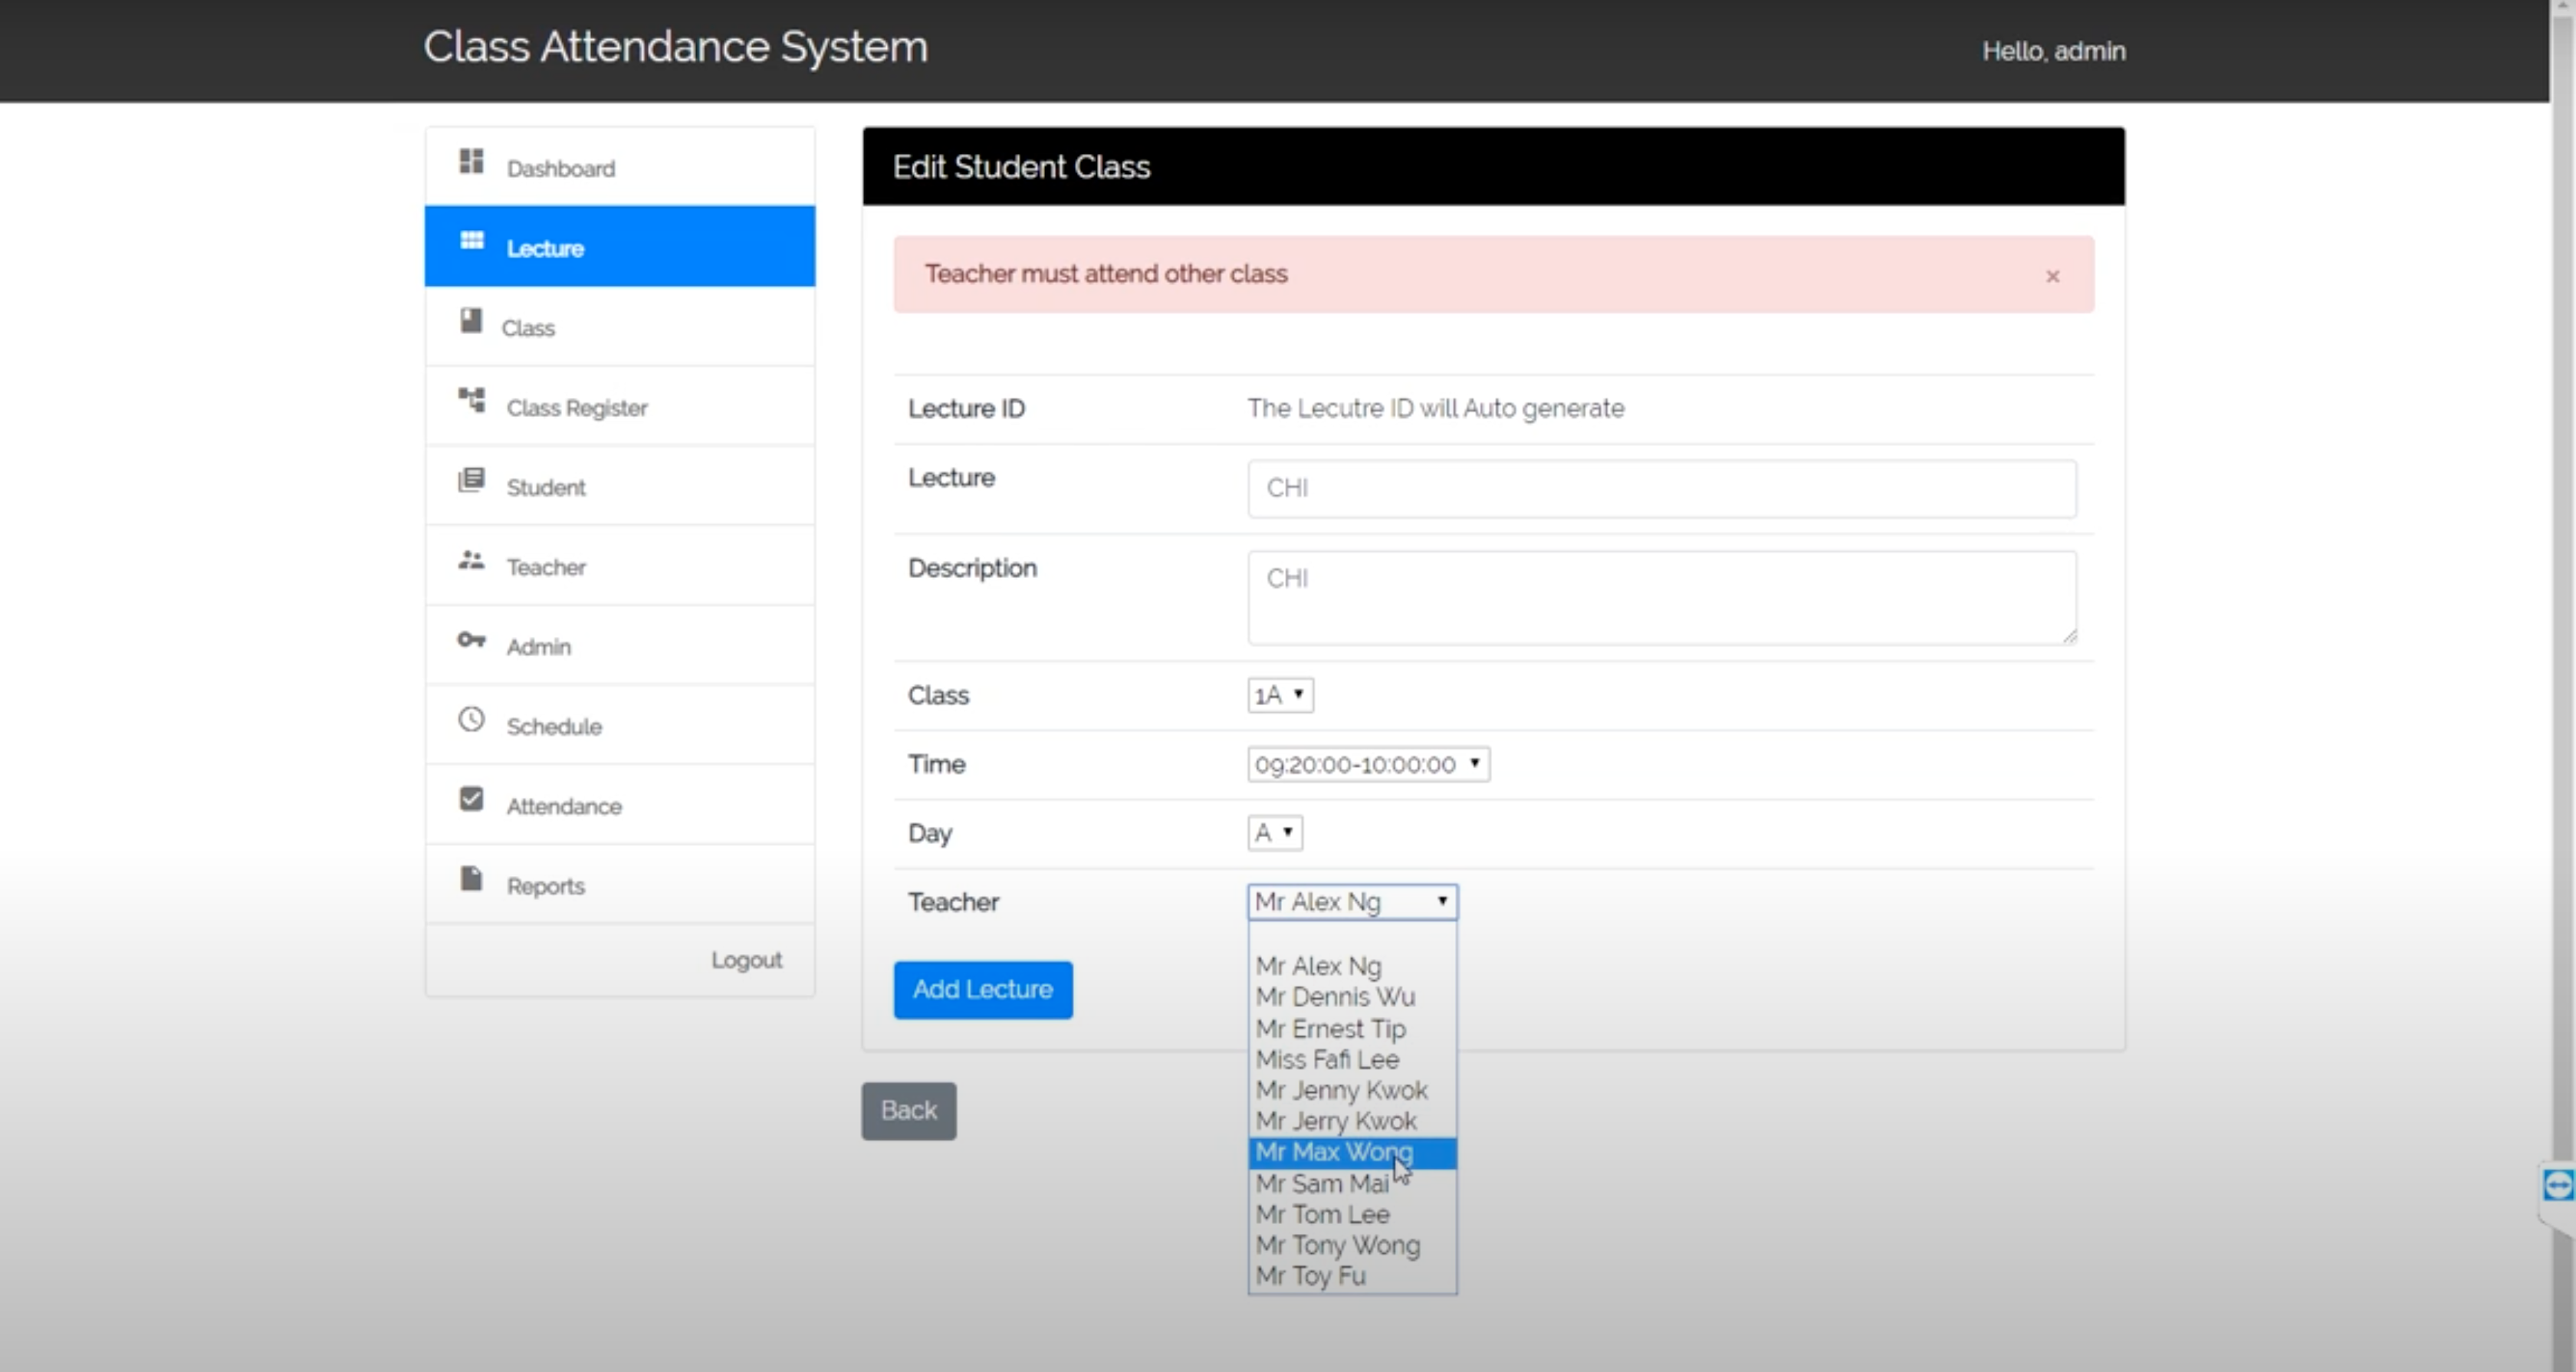 Class Attendance System
Hello, admin
Dashboard
Lecture
Class
Class Register
Student
Teacher
Admin
Schedule
Attendance
Reports
Logout
Edit Student Class
Teacher must attend other class ×
Lecture ID The Lecutre ID will Auto generate
Lecture CHI
Description CHI
Class 1A
Time 09:20:00-10:00:00
Day A
Teacher Mr Alex Ng
Mr Alex Ng
Mr Dennis Wu
Mr Ernest Tip
Miss Fafi Lee
Mr Jenny Kwok
Mr Jerry Kwok
Mr Max Wong
Mr Sam Mai
Mr Tom Lee
Mr Tony Wong
Mr Toy Fu
Add Lecture
Back